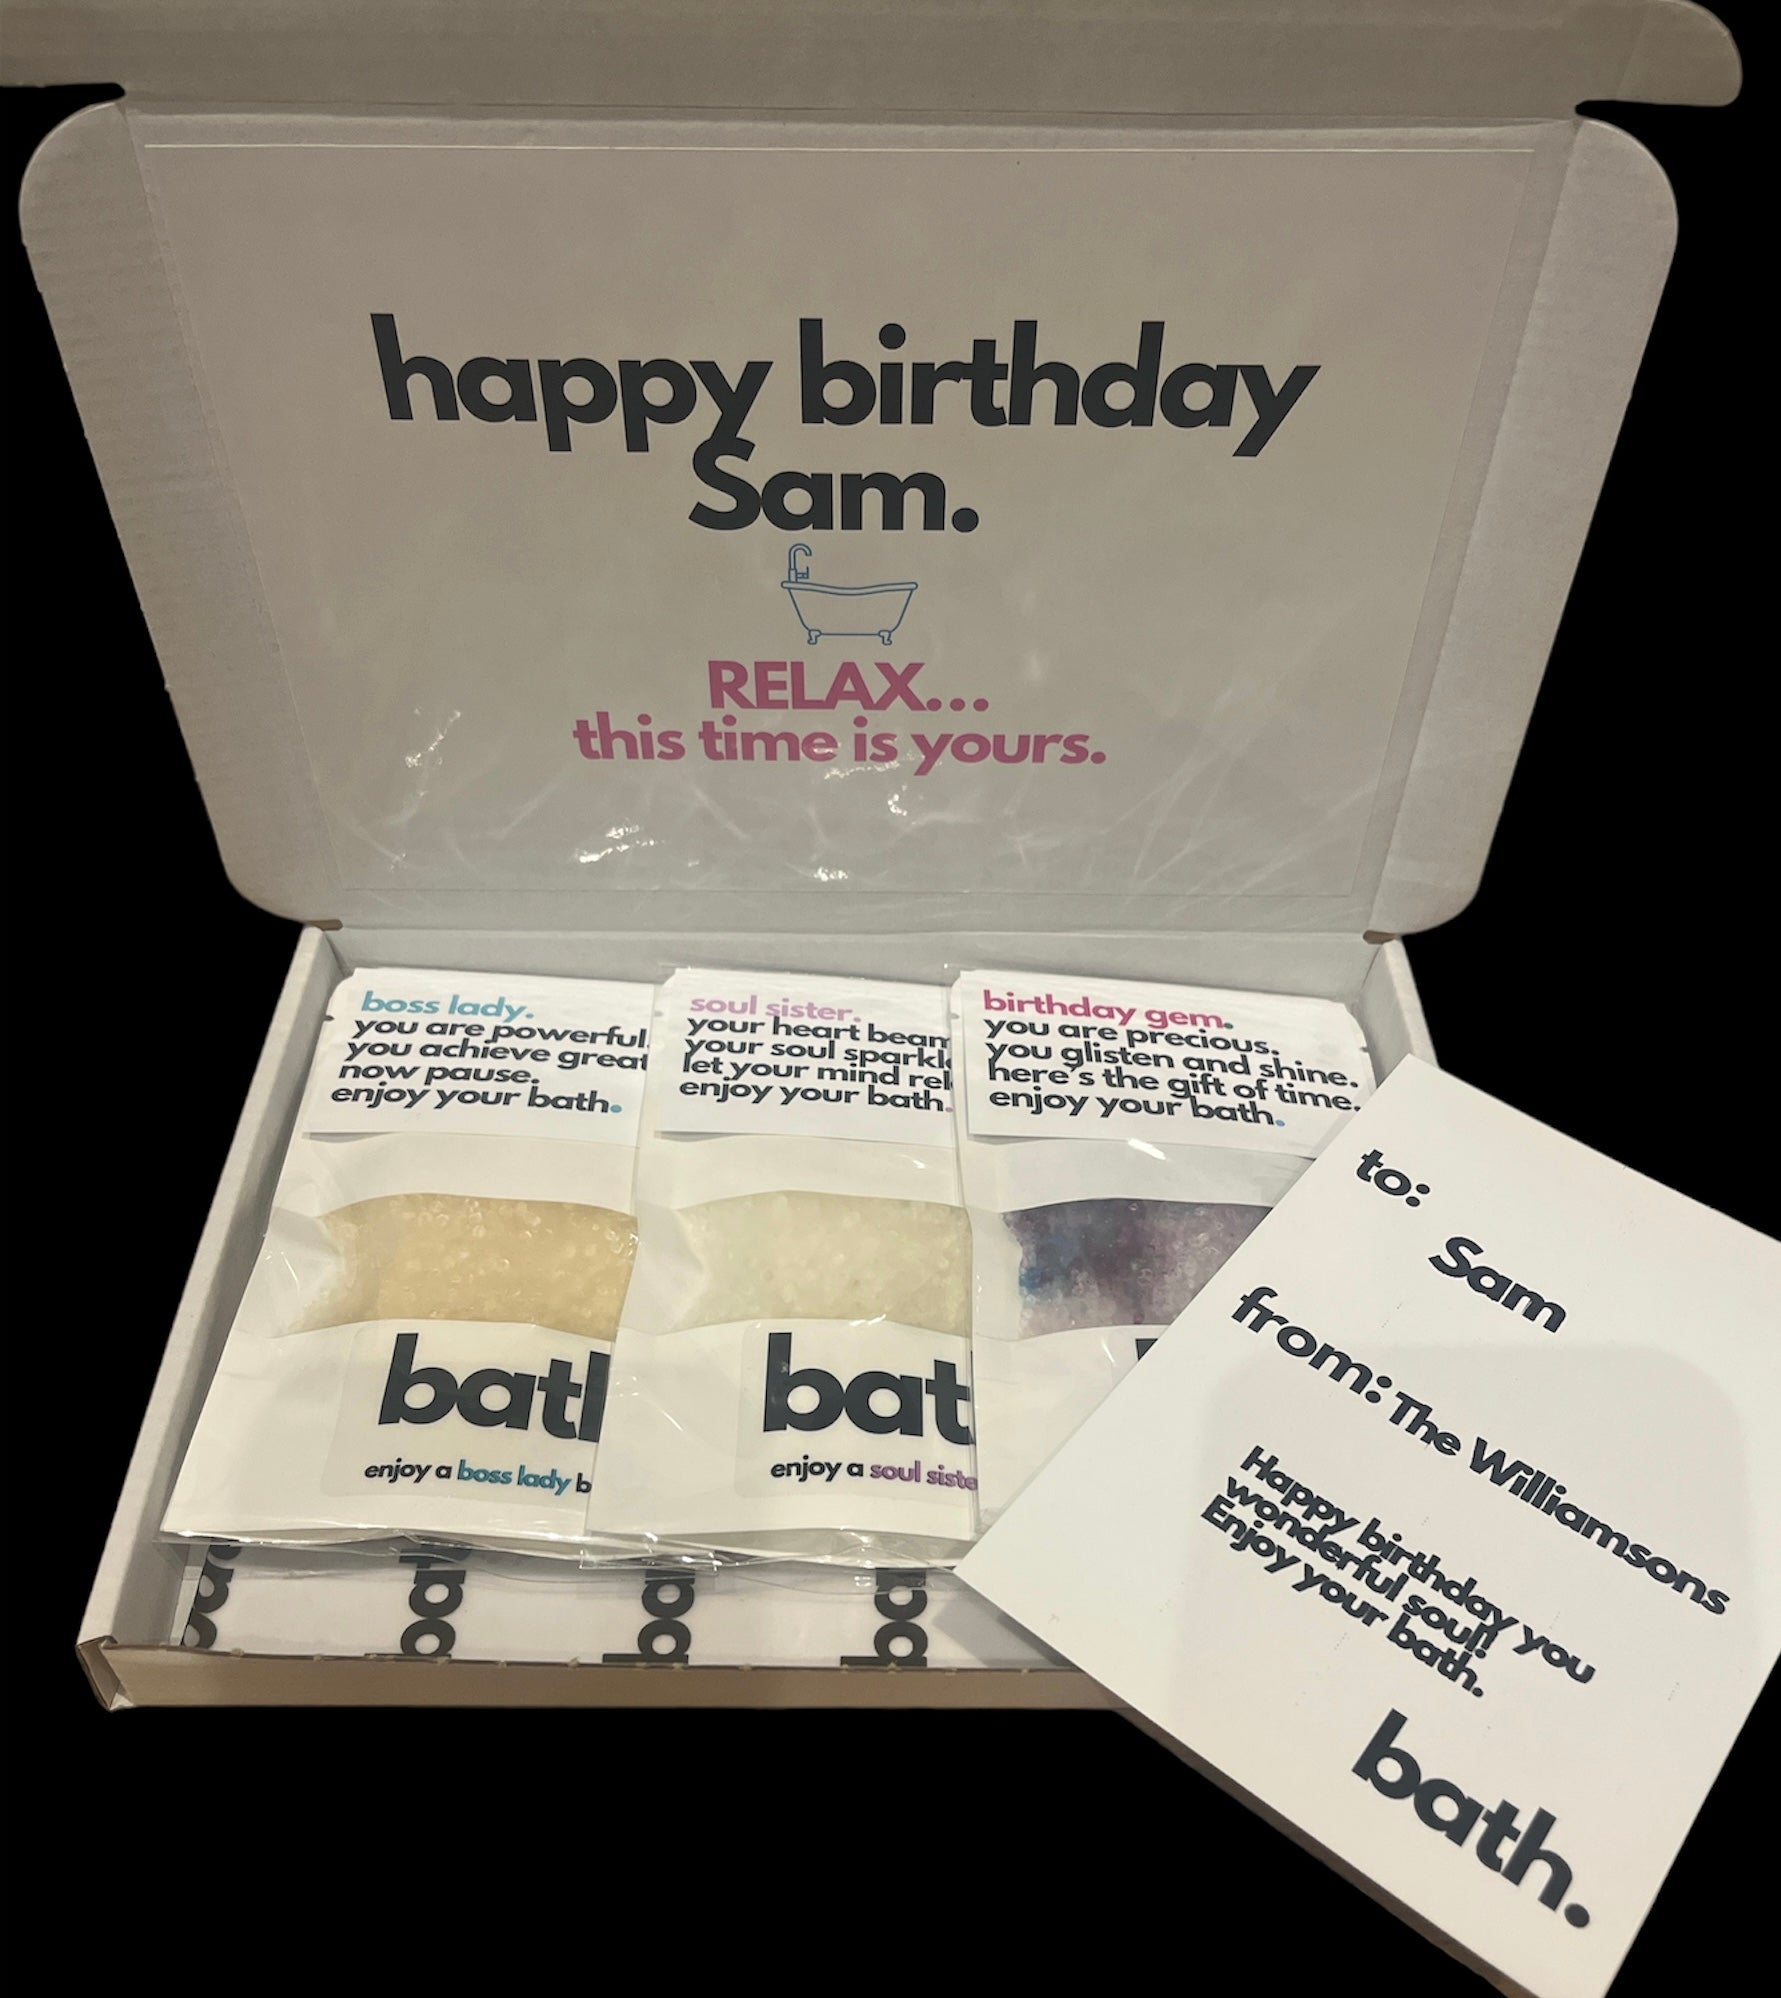 happy birthday
Sam.
RELAX...
this time is yours.
boss lady.
you are powerful.
you achieve great
now pause.
enjoy your bath.
soul sister.
your heart beam
your soul sparkle
let your mind rel
enjoy your bath.
birthday gem.
you are precious.
you glisten and shine.
here's the gift of time.
enjoy your bath.
bath
enjoy a boss lady b
bat
enjoy a soul siste
to:
Sam
from: The Williamsons
Happy birthday you
wonderful soul!
Enjoy your bath.
bath.